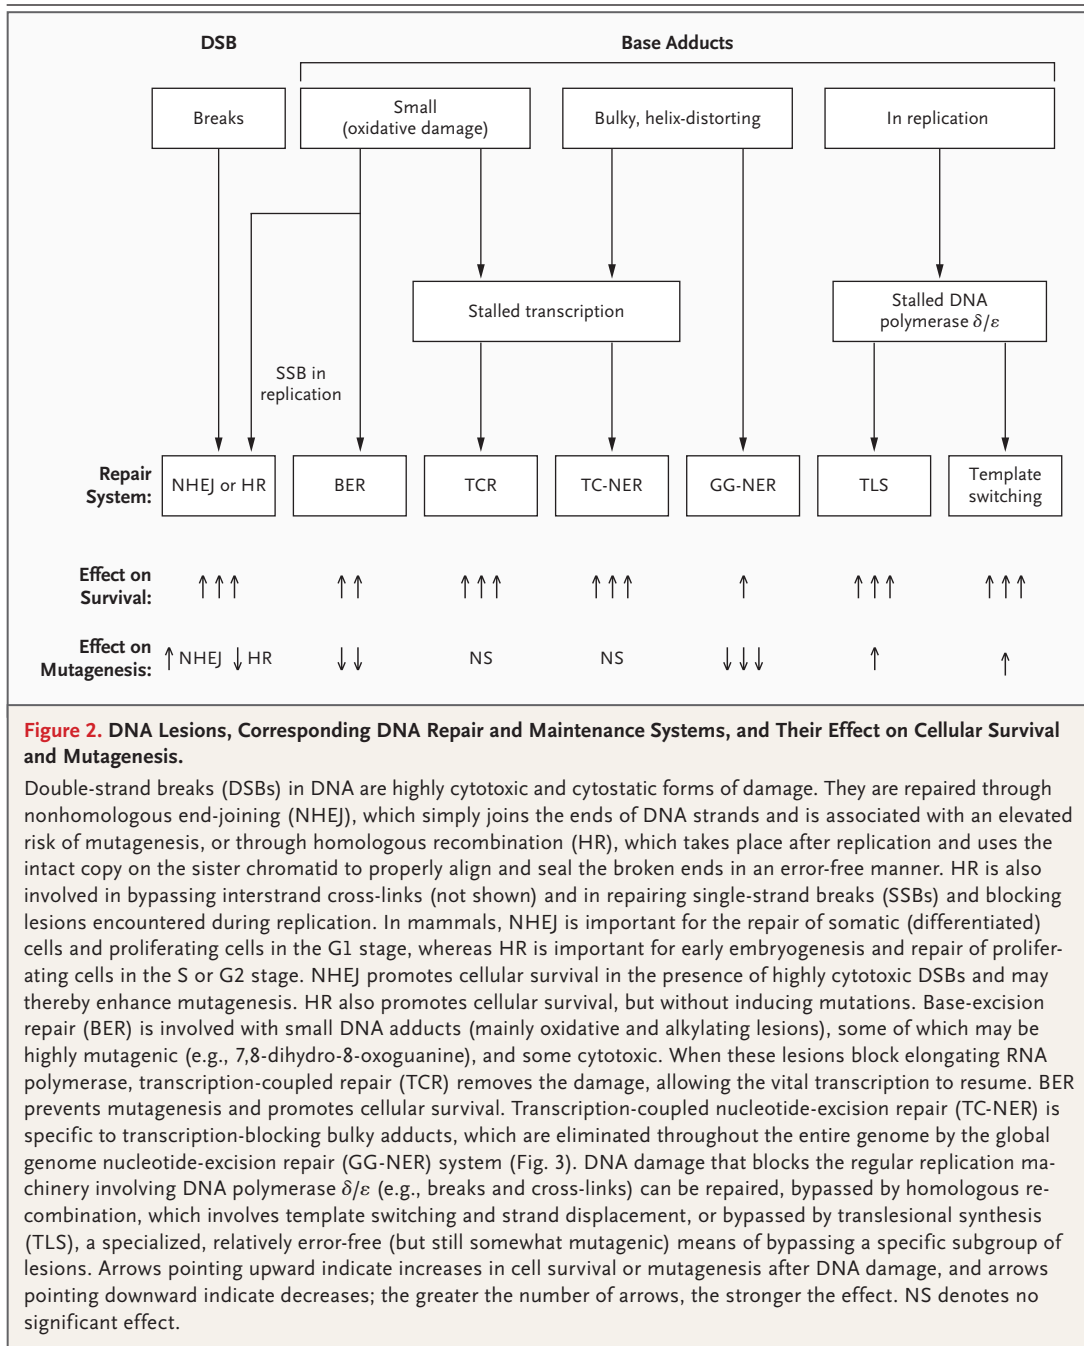 DSB
Base Adducts
Breaks
Small
(oxidative damage)
Bulky, helix-distorting
In replication
Stalled transcription
Stalled DNA
polymerase δ/ε
SSB in
replication
Repair
System:
NHEJ or HR
BER
TCR
TC-NER
GG-NER
TLS
Template
switching
Effect on
Survival:
↑↑↑
↑↑
↑↑↑
↑↑↑
↑
↑↑↑
↑↑↑
Effect on
Mutagenesis:
↑ NHEJ ↓ HR
↓↓
NS
NS
↓↓↓
↑
↑
Figure 2. DNA Lesions, Corresponding DNA Repair and Maintenance Systems, and Their Effect on Cellular Survival
and Mutagenesis.
Double-strand breaks (DSBs) in DNA are highly cytotoxic and cytostatic forms of damage. They are repaired through
nonhomologous end-joining (NHEJ), which simply joins the ends of DNA strands and is associated with an elevated
risk of mutagenesis, or through homologous recombination (HR), which takes place after replication and uses the
intact copy on the sister chromatid to properly align and seal the broken ends in an error-free manner. HR is also
involved in bypassing interstrand cross-links (not shown) and in repairing single-strand breaks (SSBs) and blocking
lesions encountered during replication. In mammals, NHEJ is important for the repair of somatic (differentiated)
cells and proliferating cells in the G1 stage, whereas HR is important for early embryogenesis and repair of prolifer-
ating cells in the S or G2 stage. NHEJ promotes cellular survival in the presence of highly cytotoxic DSBs and may
thereby enhance mutagenesis. HR also promotes cellular survival, but without inducing mutations. Base-excision
repair (BER) is involved with small DNA adducts (mainly oxidative and alkylating lesions), some of which may be
highly mutagenic (e.g., 7,8-dihydro-8-oxoguanine), and some cytotoxic. When these lesions block elongating RNA
polymerase, transcription-coupled repair (TCR) removes the damage, allowing the vital transcription to resume. BER
prevents mutagenesis and promotes cellular survival. Transcription-coupled nucleotide-excision repair (TC-NER) is
specific to transcription-blocking bulky adducts, which are eliminated throughout the entire genome by the global
genome nucleotide-excision repair (GG-NER) system (Fig. 3). DNA damage that blocks the regular replication ma-
chinery involving DNA polymerase δ/ε (e.g., breaks and cross-links) can be repaired, bypassed by homologous re-
combination, which involves template switching and strand displacement, or bypassed by translesional synthesis
(TLS), a specialized, relatively error-free (but still somewhat mutagenic) means of bypassing a specific subgroup of
lesions. Arrows pointing upward indicate increases in cell survival or mutagenesis after DNA damage, and arrows
pointing downward indicate decreases; the greater the number of arrows, the stronger the effect. NS denotes no
significant effect.